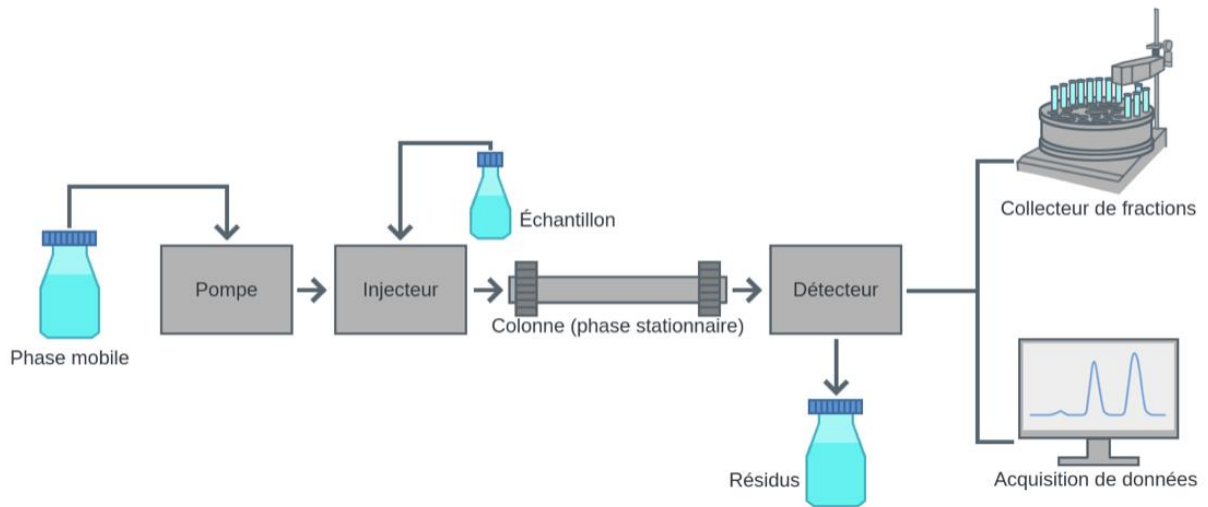 Collecteur de fractions
Échantillon
Pompe
Injecteur
Détecteur
Colonne (phase stationnaire)
Phase mobile
Résidus
Acquisition de données